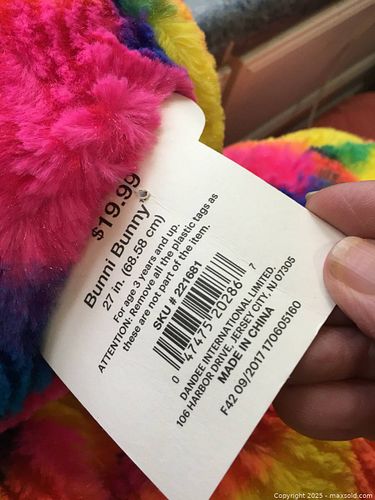 $19.99
Bunni Bunny
27 in. (68.58 cm)
For age 3 years and up.
ATTENTION: Remove all the plastic tags as
these are not part of the item.
SKU # 221681
0 47475 20286 7
DANDEE INTERNATIONAL LIMITED,
106 HARBOR DRIVE, JERSEY CITY, NJ 07305
MADE IN CHINA
F42 09/2017170605160
Copyright 2025 - maxsold.com